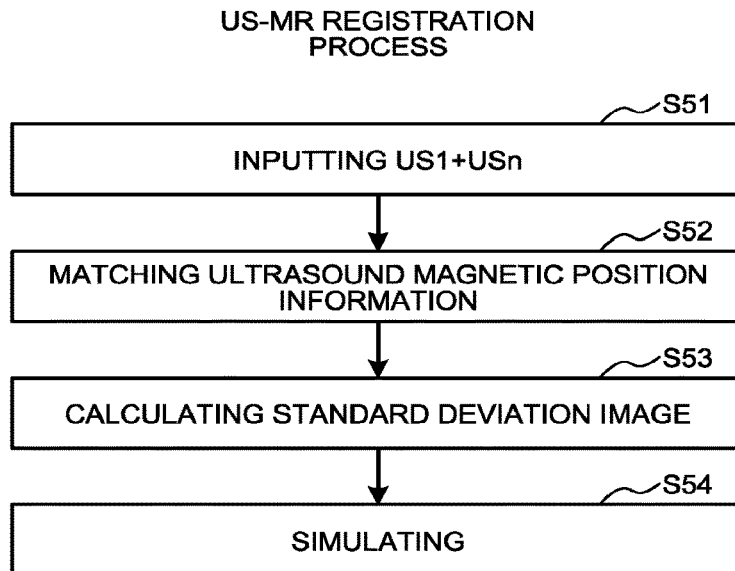 US-MR REGISTRATION
PROCESS
S51
INPUTTING US1+USn
S52
MATCHING ULTRASOUND MAGNETIC POSITION
INFORMATION
S53
CALCULATING STANDARD DEVIATION IMAGE
S54
SIMULATING